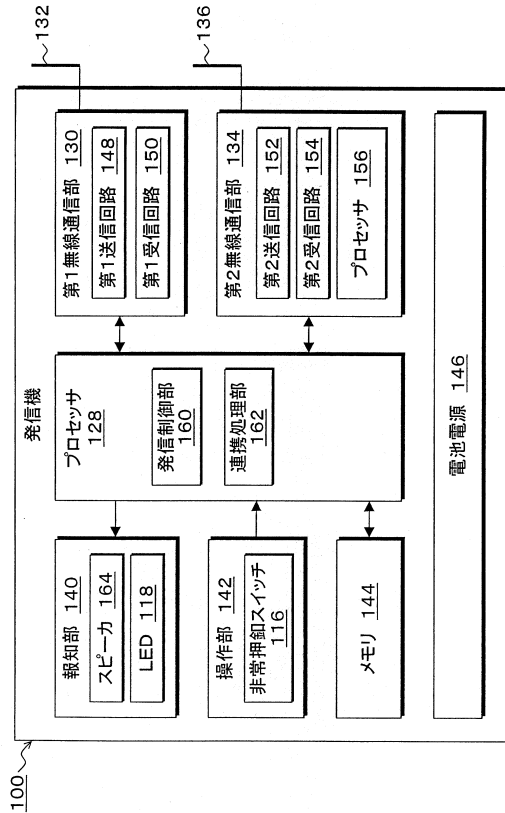 100
発信機
報知部 140
スピーカ 164
LED 118
操作部 142
非常押釦スイッチ
116
メモリ 144
プロセッサ
128
発信制御部
160
連携処理部
162
第1無線通信部 130
第1送信回路 148
第1受信回路 150
132
第2無線通信部 134
第2送信回路 152
第2受信回路 154
プロセッサ 156
136
電池電源 146